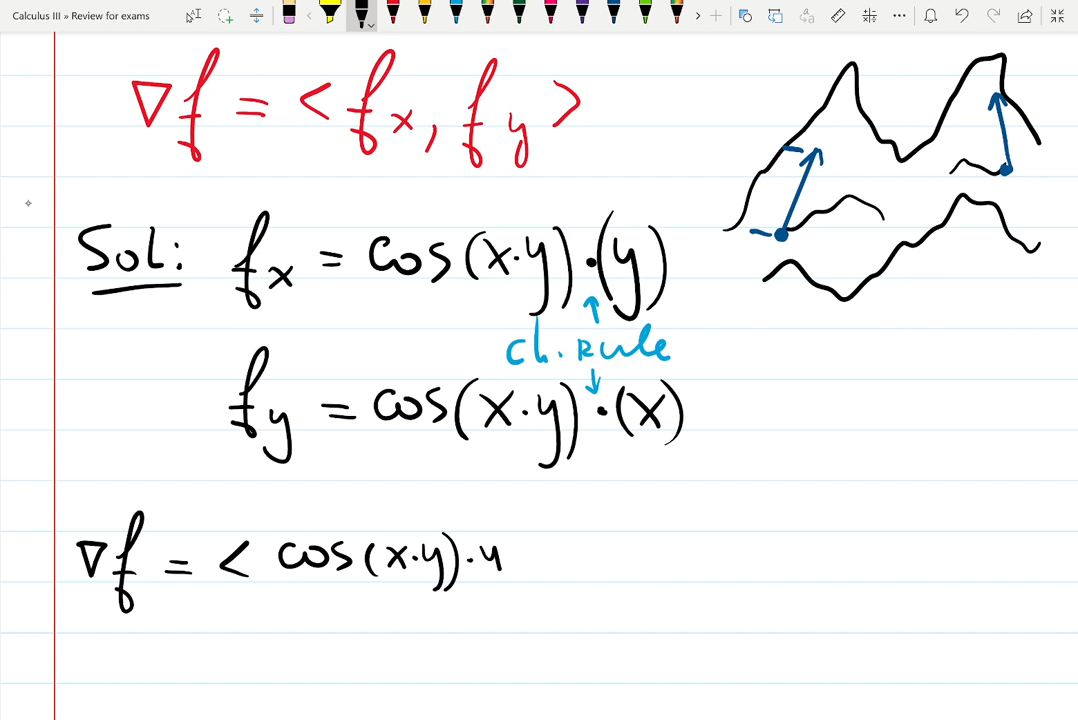 Calculus III » Review for exams
∇f = < fx, fy >
Sol: fx = cos(x·y)·(y)
ch. Rule
fy = cos(x·y)·(x)
∇f = < cos(x·y)·y